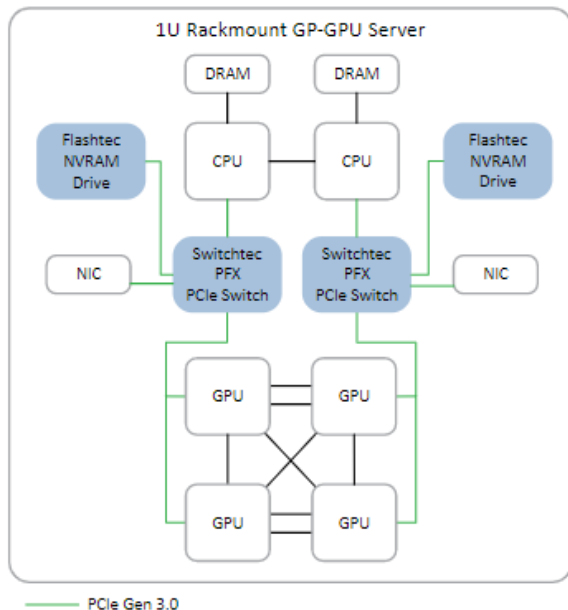 1U Rackmount GP-GPU Server
DRAM
DRAM
Flashtec
NVRAM
Drive
CPU
CPU
Flashtec
NVRAM
Drive
NIC
Switchtec
PFX
PCIe Switch
Switchtec
PFX
PCIe Switch
NIC
GPU
GPU
GPU
GPU
PCIe Gen 3.0